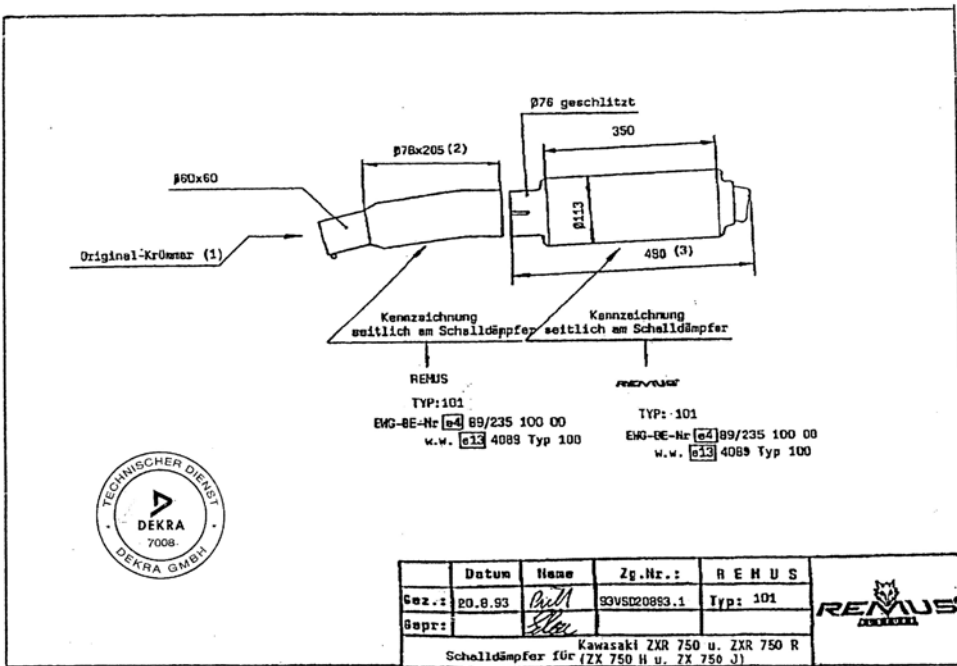 Ø76 geschlitzt
350
Ø78x205 (2)
Ø60x60
Ø113
Original-Krümmer (1)
490 (3)
Kennzeichnung
seitlich am Schalldämpfer
Kennzeichnung
seitlich am Schalldämpfer
REMUS
TYP:101
EWG-BE-Nr e4 89/235 100 00
w.w. e13 4089 Typ 100
REMUS
TYP: 101
EWG-BE-Nr e4 89/235 100 00
w.w. e13 4089 Typ 100
TECHNISCHER DIENST
DEKRA
7008
DEKRA GMBH
Datum Name Zg.Nr.: REMUS
Gez.: 20.8.93 93VSD20893.1 Typ: 101
Gepr:
REMUS
Schalldämpfer für Kawasaki ZXR 750 u. ZXR 750 R
(ZX 750 H u. ZX 750 J)